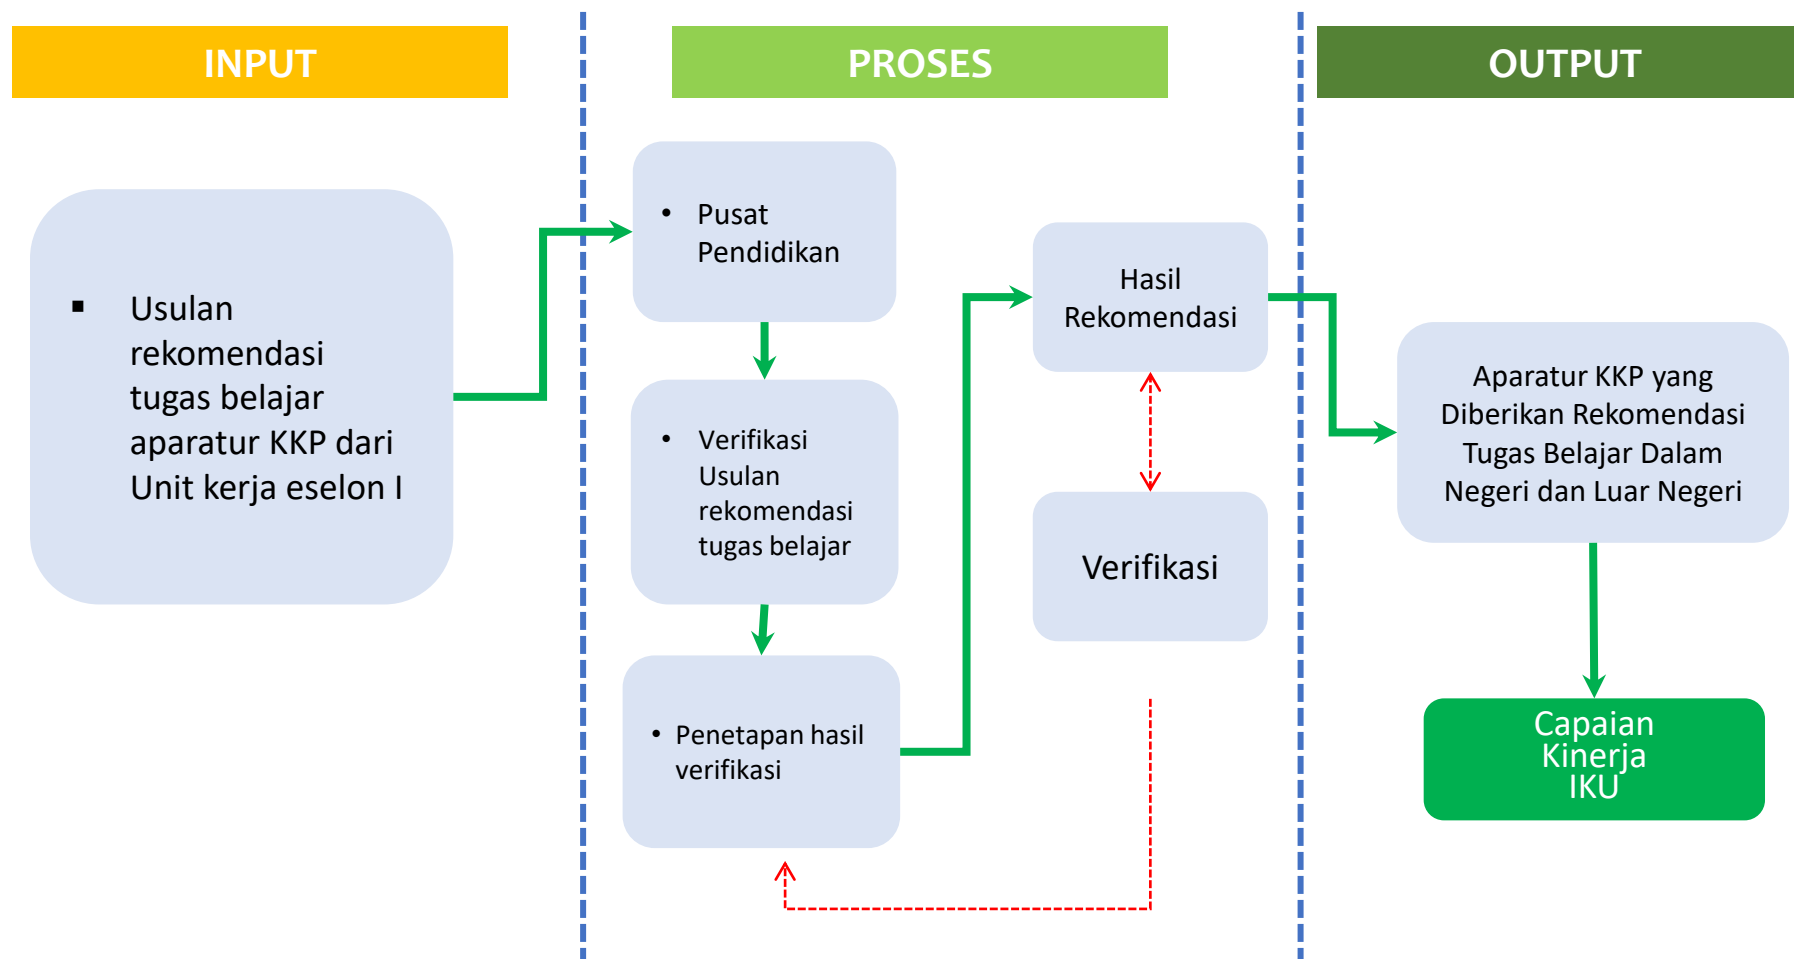 INPUT
PROSES
OUTPUT
▪ Usulan
rekomendasi
tugas belajar
aparatur KKP dari
Unit kerja eselon I
• Pusat
Pendidikan
• Verifikasi
Usulan
rekomendasi
tugas belajar
• Penetapan hasil
verifikasi
Hasil
Rekomendasi
Verifikasi
Aparatur KKP yang
Diberikan Rekomendasi
Tugas Belajar Dalam
Negeri dan Luar Negeri
Capaian
Kinerja
IKU